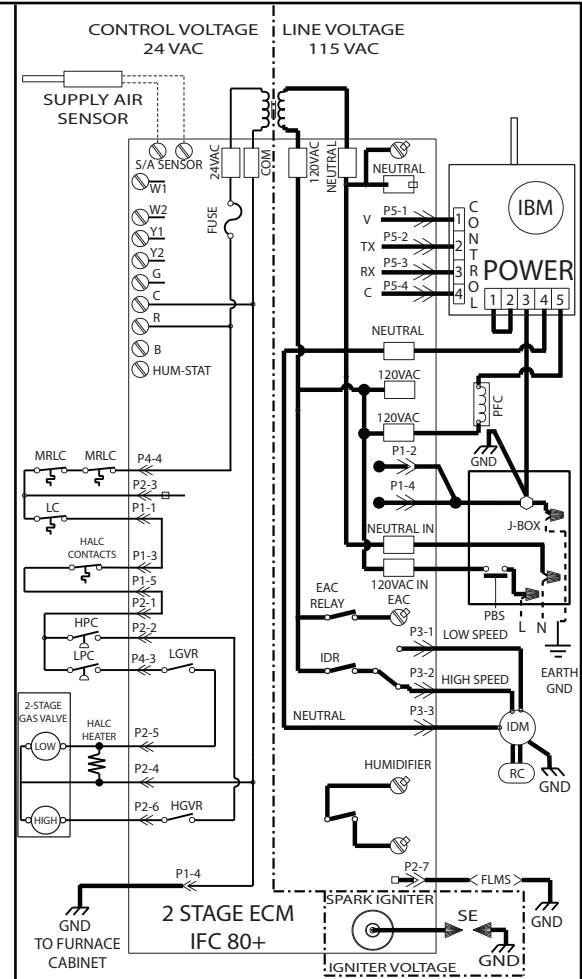 CONTROL VOLTAGE
24 VAC
LINE VOLTAGE
115 VAC
SUPPLY AIR
SENSOR
S/A SENSOR
24VAC
COM
120VAC
NEUTRAL
NEUTRAL
W1
W2
Y1
Y2
G
C
R
B
HUM-STAT
FUSE
V P5-1 1
TX P5-2 2
RX P5-3 3
C P5-4 4
CONTROL
IBM
POWER
1 2 3 4 5
NEUTRAL
120VAC
120VAC
PFC
GND
P1-2
P1-4
J-BOX
NEUTRAL IN
120VAC IN
PBS
L N
EARTH
GND
MRLC MRLC P4-4
P2-3
LC P1-1
HALC
CONTACTS
P1-3
P1-5
P2-1
HPC P2-2
LPC P4-3 LGVR
2-STAGE
GAS VALVE
LOW
HIGH
HALC
HEATER
P2-5
P2-4
P2-6 HGVR
EAC
RELAY
EAC
P3-1 LOW SPEED
IDR
P3-2 HIGH SPEED
NEUTRAL P3-3
IDM
RC
GND
HUMIDIFIER
P2-7
FLMS
GND
P1-4
GND
TO FURNACE
CABINET
2 STAGE ECM
IFC 80+
SPARK IGNITER
SE
GND
IGNITER VOLTAGE